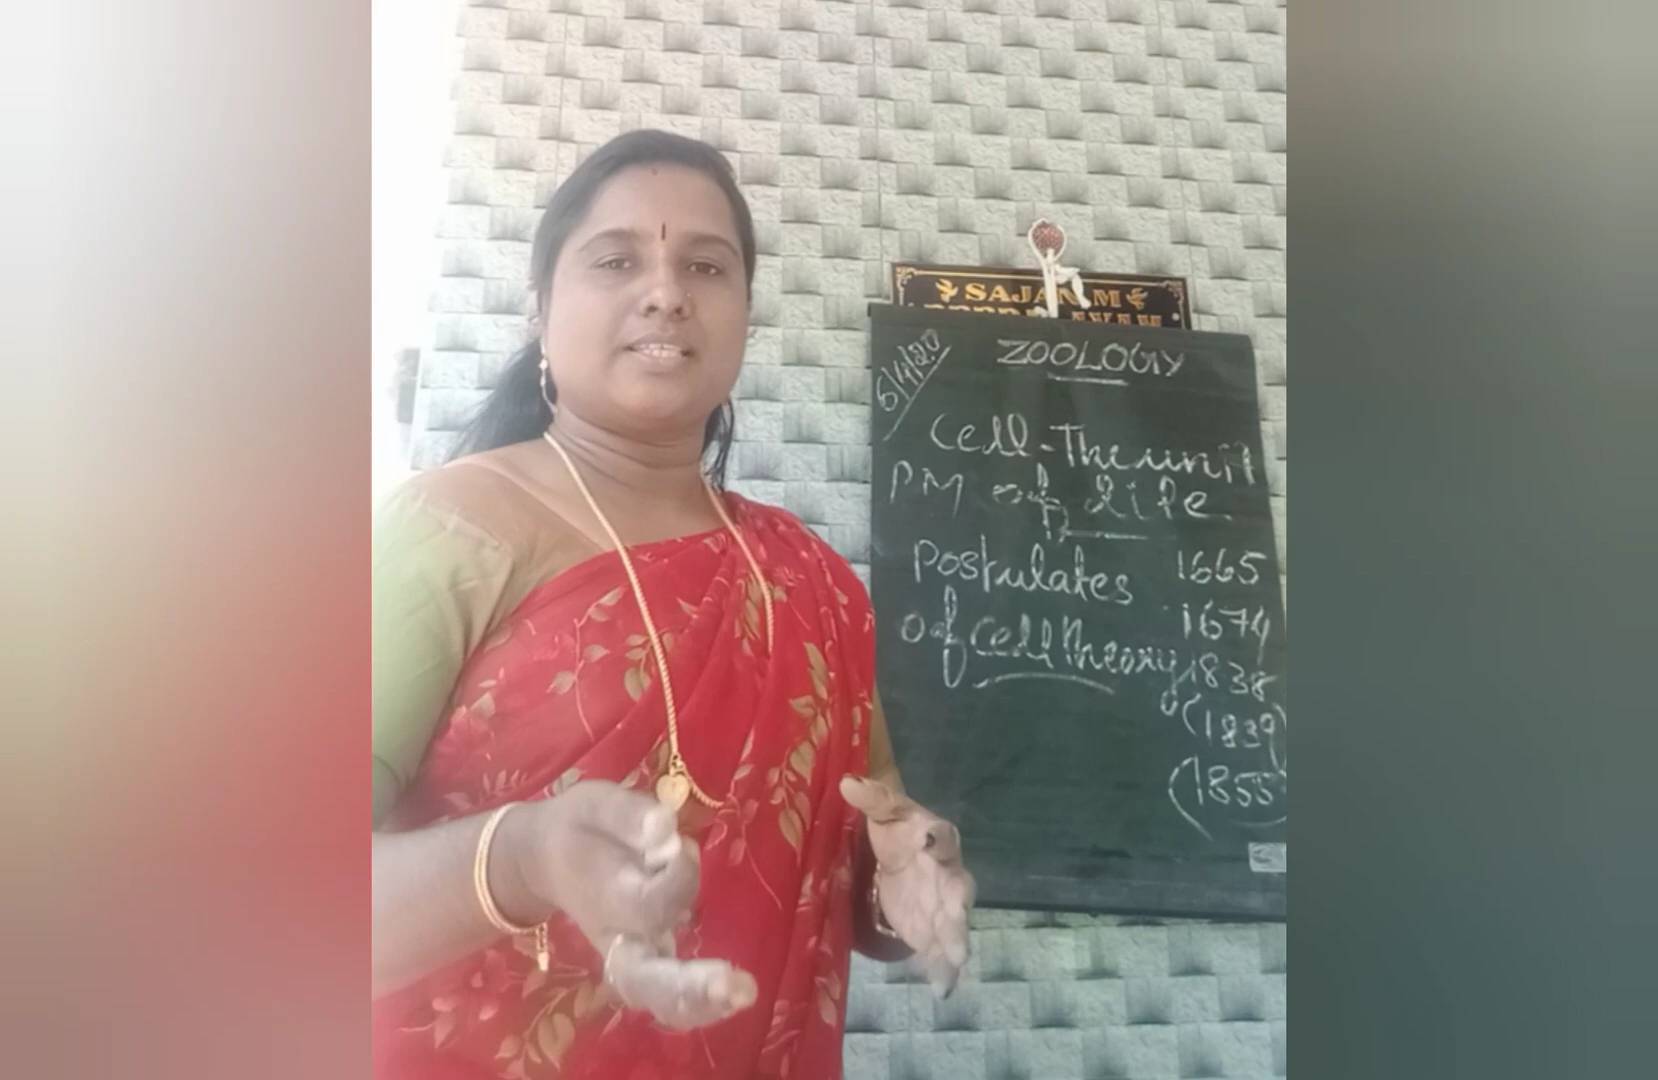 SAJANAM
6/4/20
ZOOLOGY
Cell - The unit
PM of life
Postulates 1665
of Cell Theory 1674
1838
(1839)
(1855